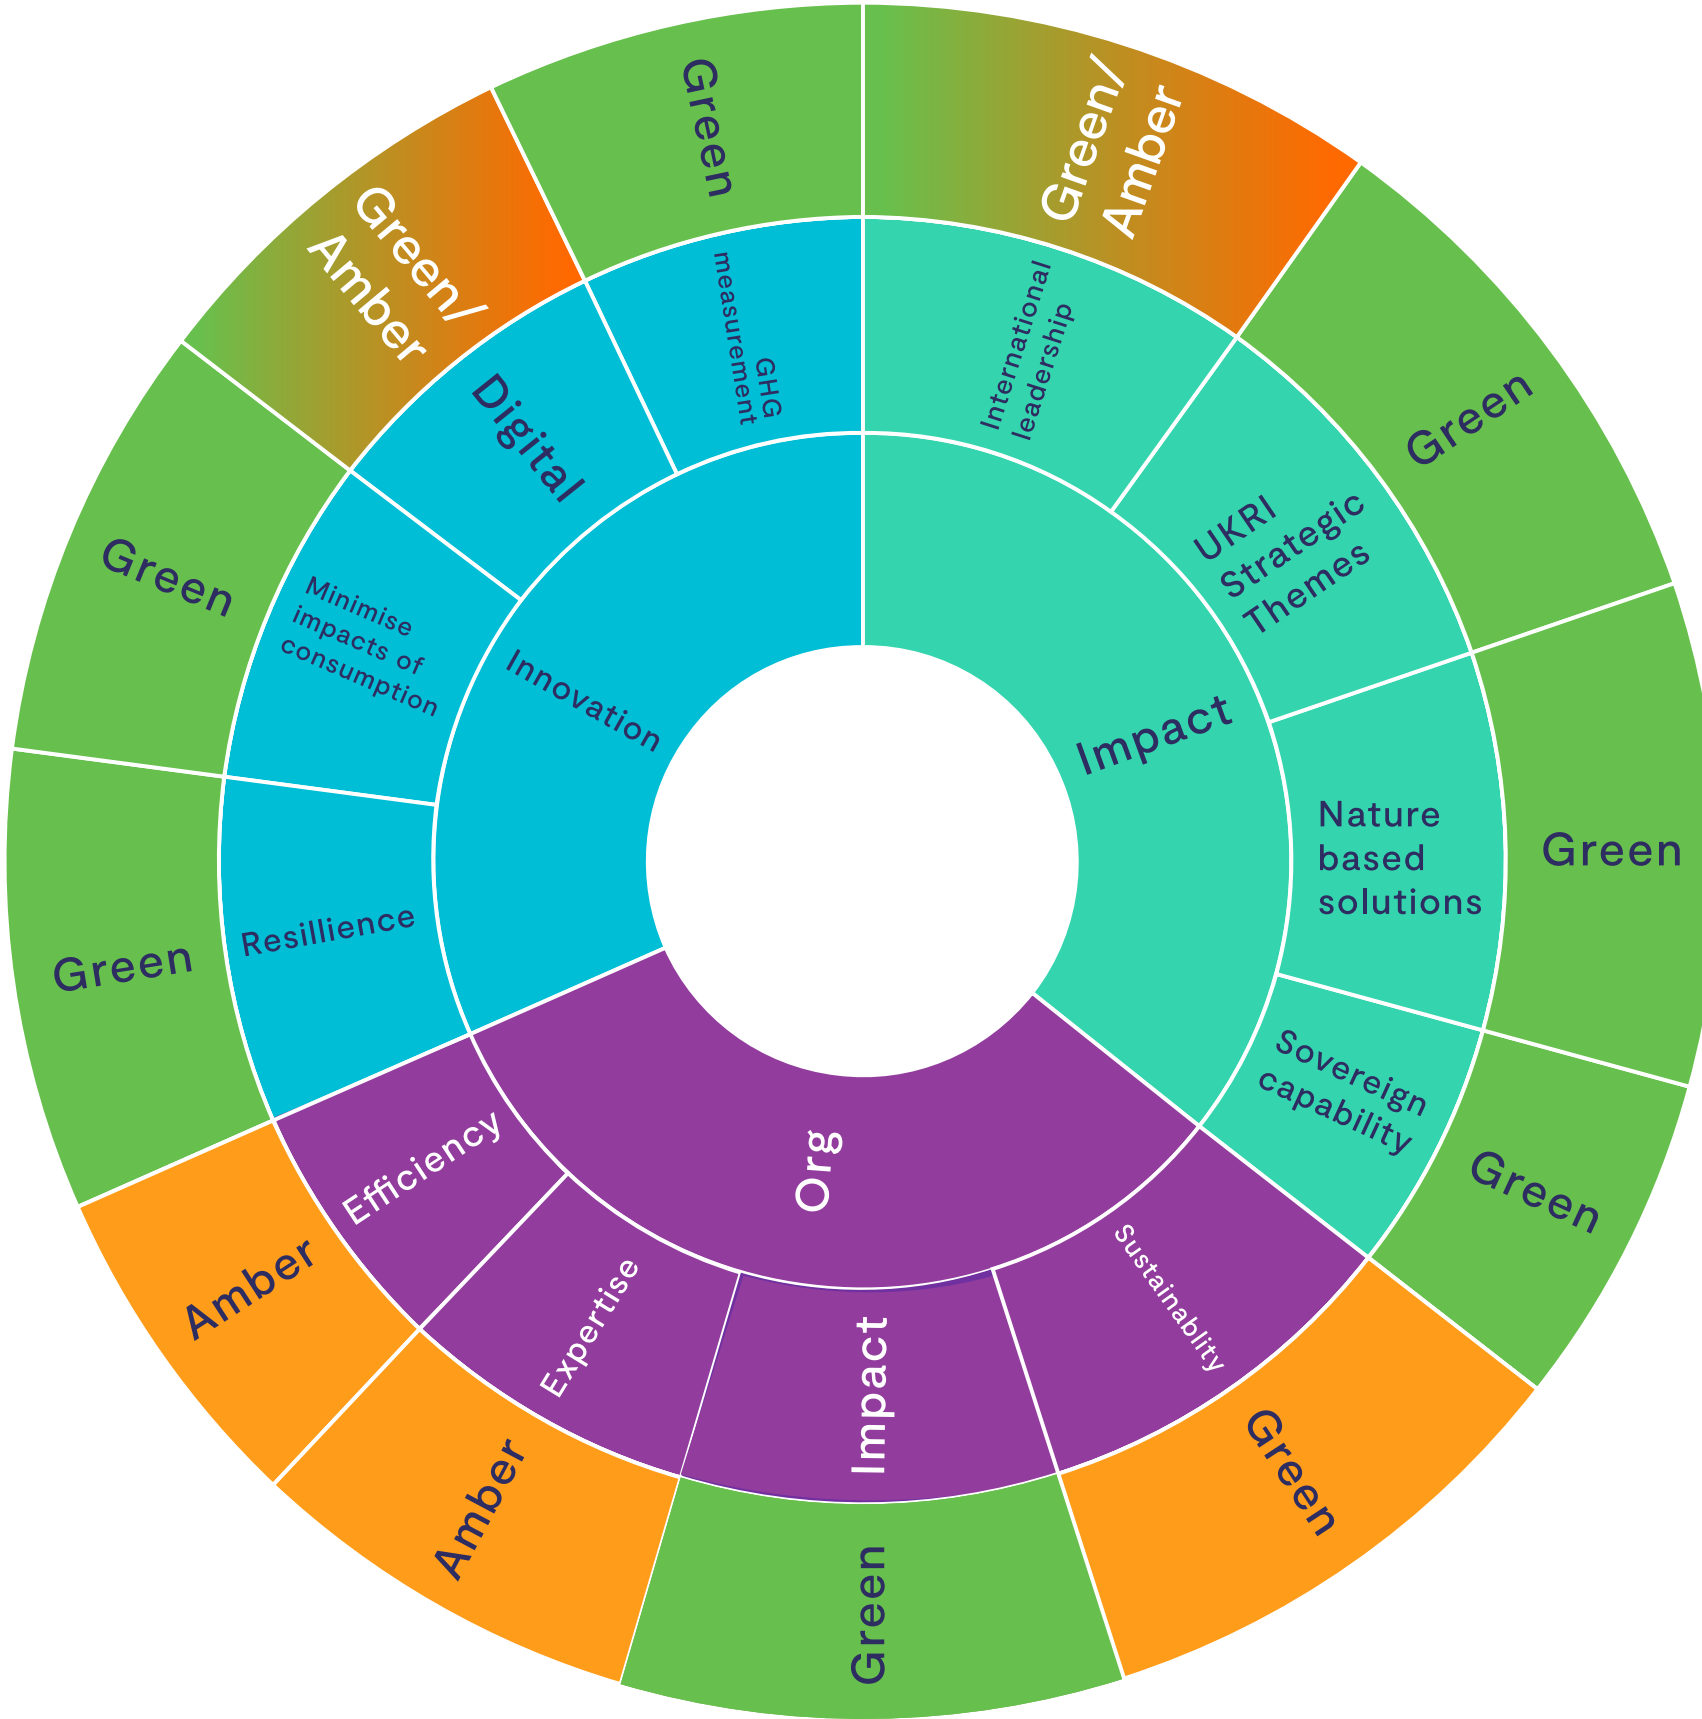 Green/
Amber
International
leadership
Green
UKRI
Strategic
Themes
Impact
Green
Nature
based
solutions
Green
Sovereign
capability
Green
Sustainablity
Org
Green
Impact
Amber
Expertise
Amber
Efficiency
Green
Resillience
Innovation
Green
Minimise
impacts of
consumption
Green/
Amber
Digital
Green
GHG
measurement